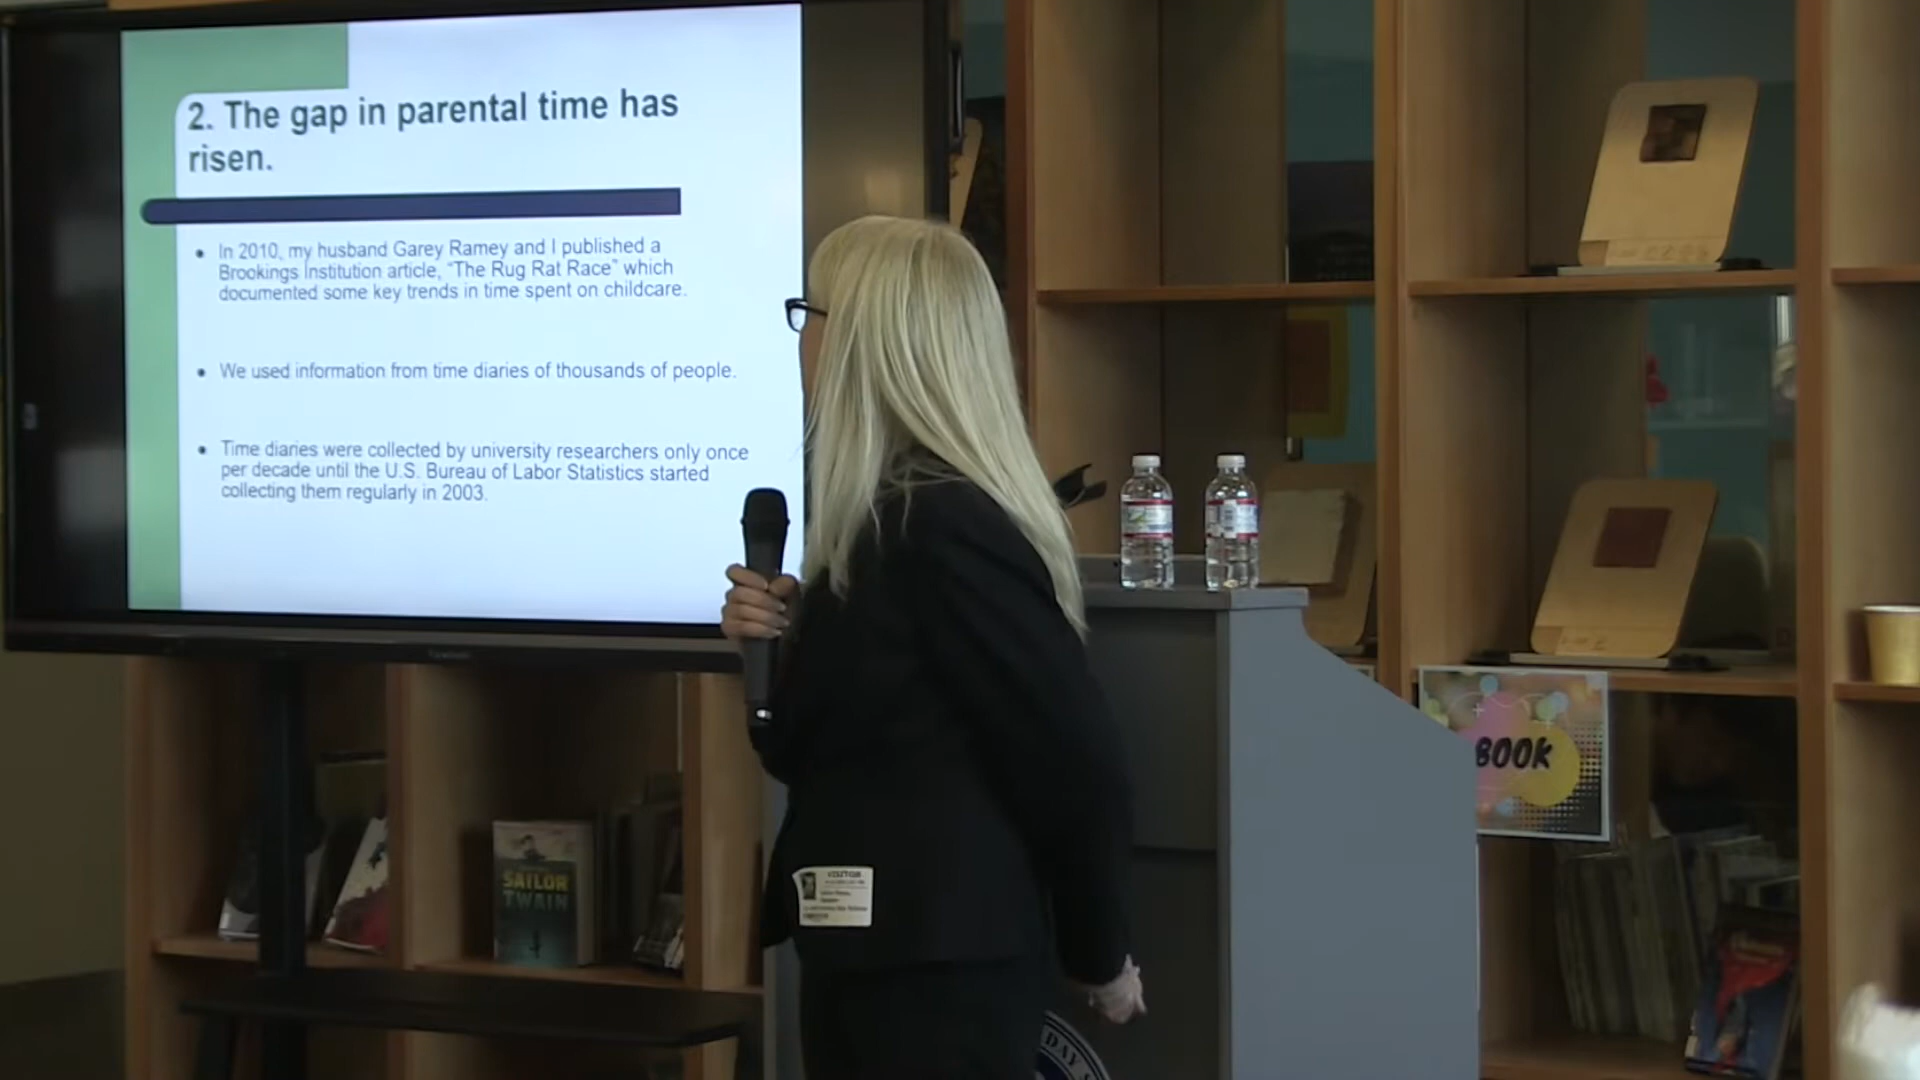 2. The gap in parental time has
risen.
• In 2010, my husband Garey Ramey and I published a
Brookings Institution article, “The Rug Rat Race” which
documented some key trends in time spent on childcare.
• We used information from time diaries of thousands of people.
• Time diaries were collected by university researchers only once
per decade until the U.S. Bureau of Labor Statistics started
collecting them regularly in 2003.
BOOK
SAILOR
TWAIN
VISITOR
DAY